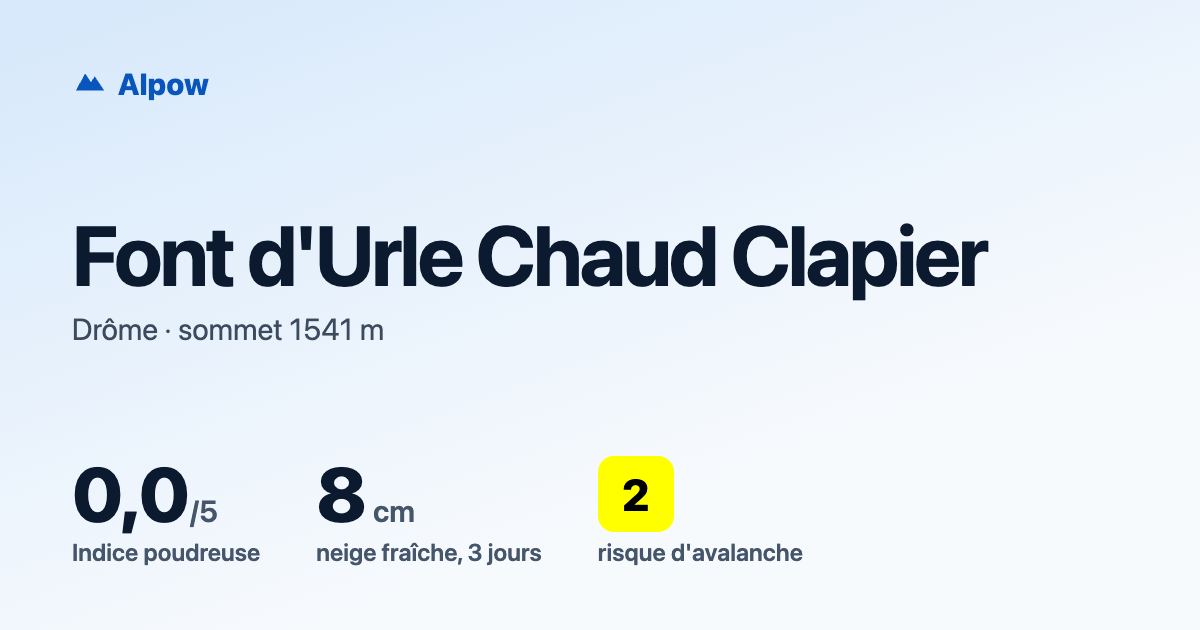 Alpow
Font d'Urle Chaud Clapier
Drôme · sommet 1541 m
0,0/5
Indice poudreuse
8 cm
neige fraîche, 3 jours
2
risque d'avalanche